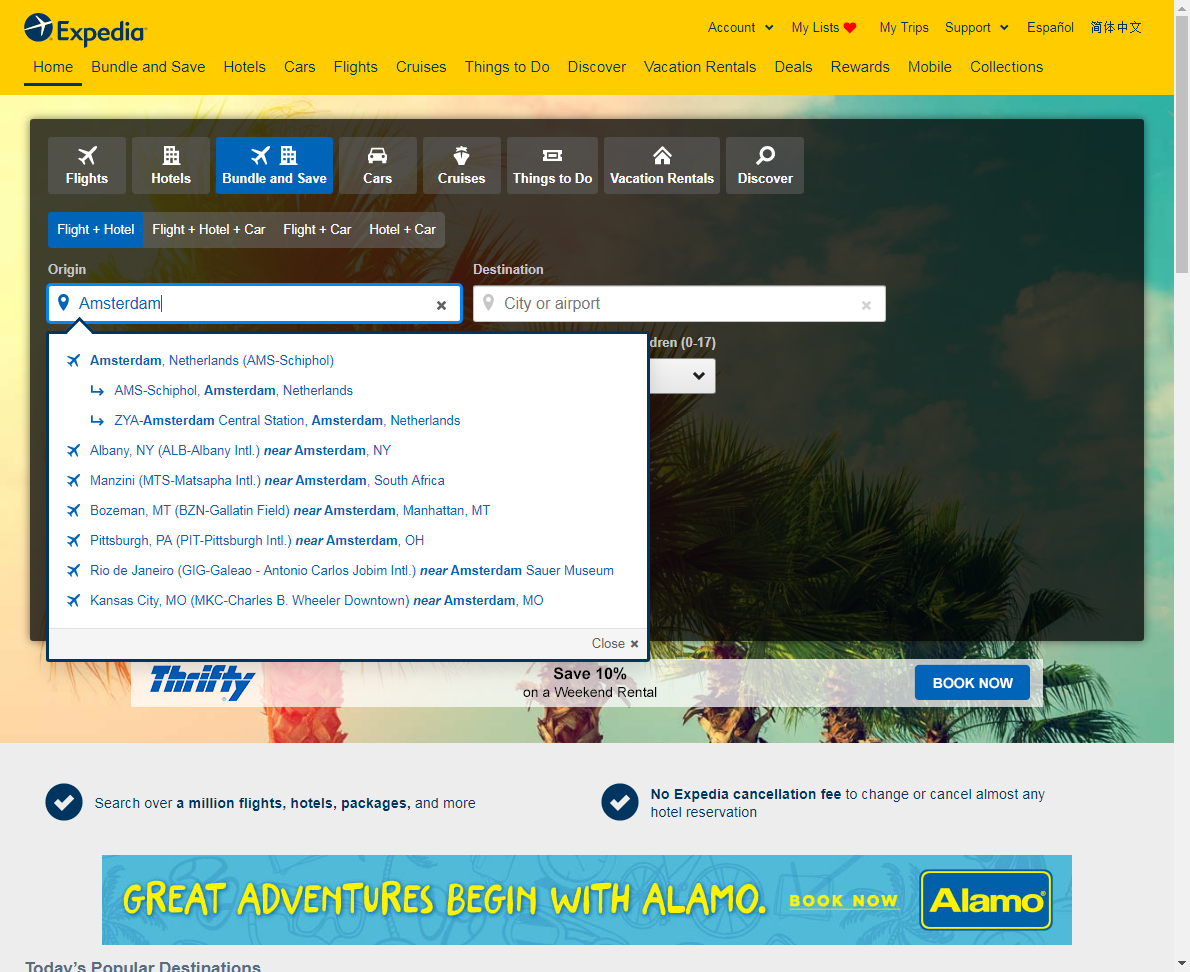 Expedia
Account My Lists My Trips Support Español 简体中文
Home Bundle and Save Hotels Cars Flights Cruises Things to Do Discover Vacation Rentals Deals Rewards Mobile Collections
Flights Hotels Bundle and Save Cars Cruises Things to Do Vacation Rentals Discover
Flight + Hotel Flight + Hotel + Car Flight + Car Hotel + Car
Origin Destination
Amsterdam City or airport
dren (0-17)
Amsterdam, Netherlands (AMS-Schiphol)
AMS-Schiphol, Amsterdam, Netherlands
ZYA-Amsterdam Central Station, Amsterdam, Netherlands
Albany, NY (ALB-Albany Intl.) near Amsterdam, NY
Manzini (MTS-Matsapha Intl.) near Amsterdam, South Africa
Bozeman, MT (BZN-Gallatin Field) near Amsterdam, Manhattan, MT
Pittsburgh, PA (PIT-Pittsburgh Intl.) near Amsterdam, OH
Rio de Janeiro (GIG-Galeao - Antonio Carlos Jobim Intl.) near Amsterdam Sauer Museum
Kansas City, MO (MKC-Charles B. Wheeler Downtown) near Amsterdam, MO
Close
Thrifty
Save 10%
on a Weekend Rental
BOOK NOW
Search over a million flights, hotels, packages, and more
No Expedia cancellation fee to change or cancel almost any
hotel reservation
GREAT ADVENTURES BEGIN WITH ALAMO. BOOK NOW Alamo
Today's Popular Destinations